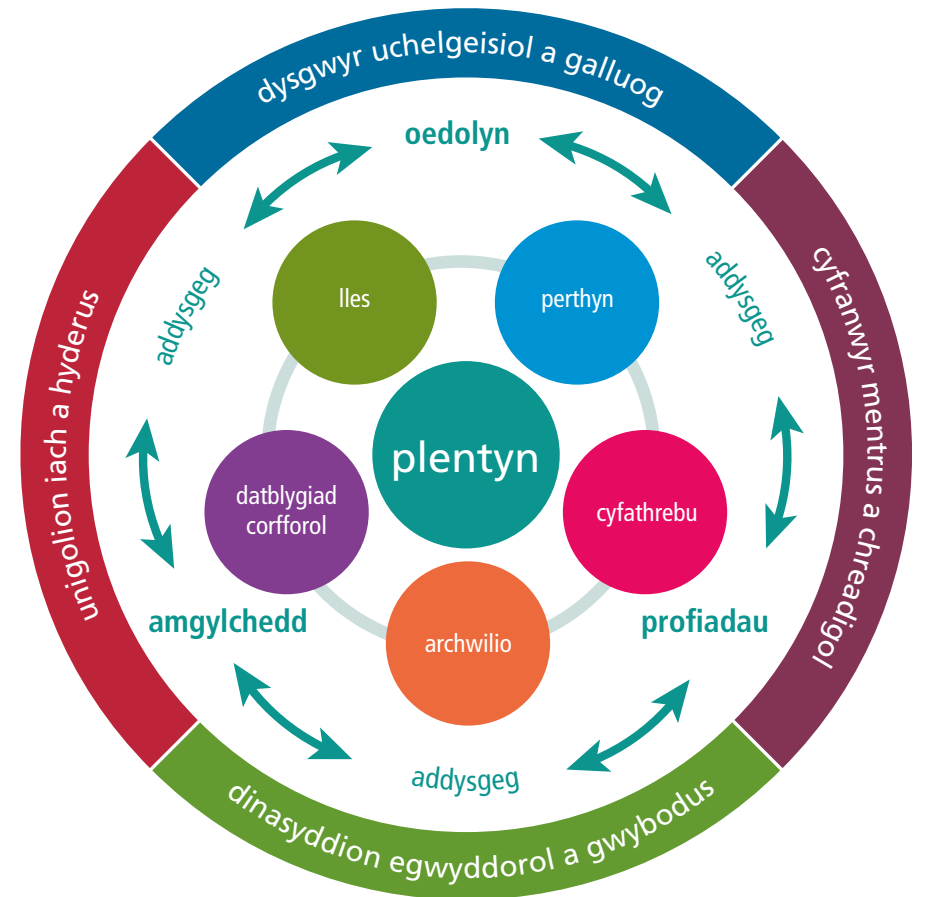 dysgwyr uchelgeisiol a galluog
oedolyn
addysgeg
addysgeg
cyfranwyr mentrus a chreadigol
unigolion iach a hyderus
lles
perthyn
plentyn
datblygiad
corfforol
cyfathrebu
amgylchedd
archwilio
profiadau
addysgeg
dinasyddion egwyddorol a gwybodus